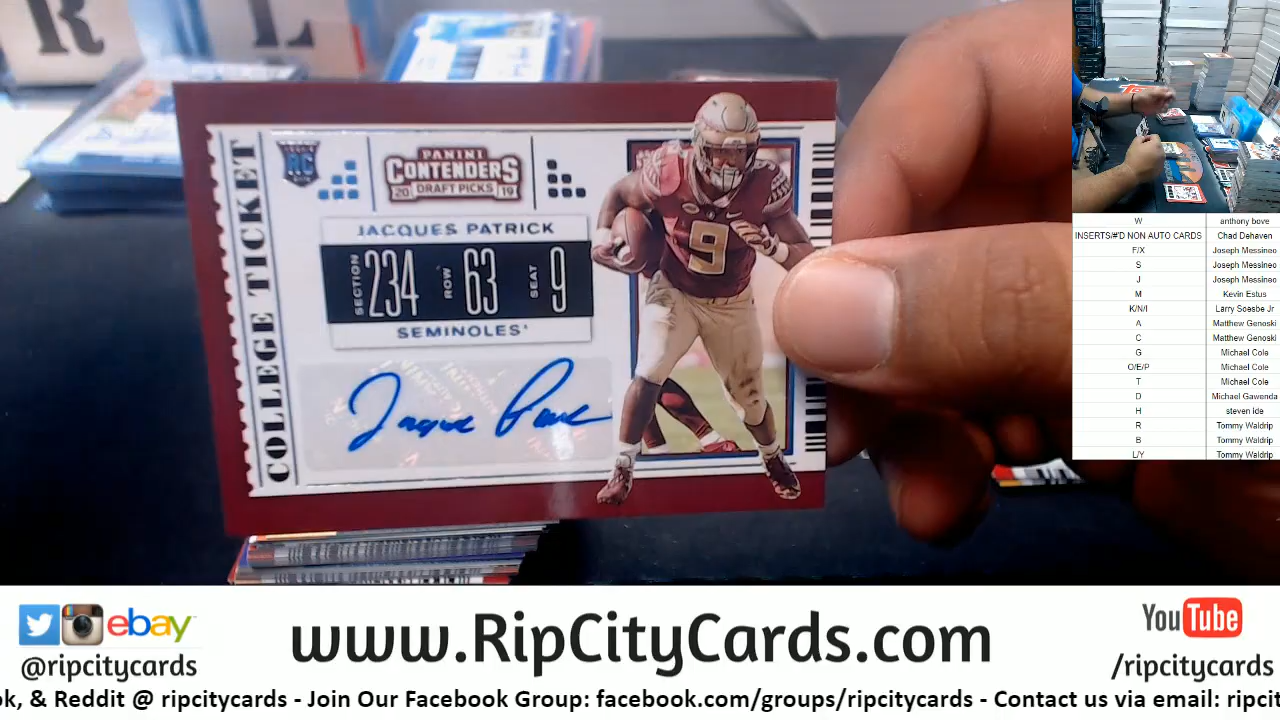 R
L
RC
PANINI
CONTENDERS
20 DRAFT PICKS 19
COLLEGE TICKET
JACQUES PATRICK
SECTION 234 ROW 63 SEAT 9
SEMINOLES'
9
W anthony bove
INSERTS/#'D NON AUTO CARDS Chad Dehaven
F/X Joseph Messineo
S Joseph Messineo
J Joseph Messineo
M Kevin Estus
K/N/I Larry Soesbe Jr
A Matthew Genoski
C Matthew Genoski
G Michael Cole
O/E/P Michael Cole
T Michael Cole
D Michael Gawenda
H steven ide
R Tommy Waldrip
B Tommy Waldrip
L/Y Tommy Waldrip
ebay
@ripcitycards
www.RipCityCards.com
YouTube
/ripcitycards
ok, & Reddit @ ripcitycards - Join Our Facebook Group: facebook.com/groups/ripcitycards - Contact us via email: ripcit